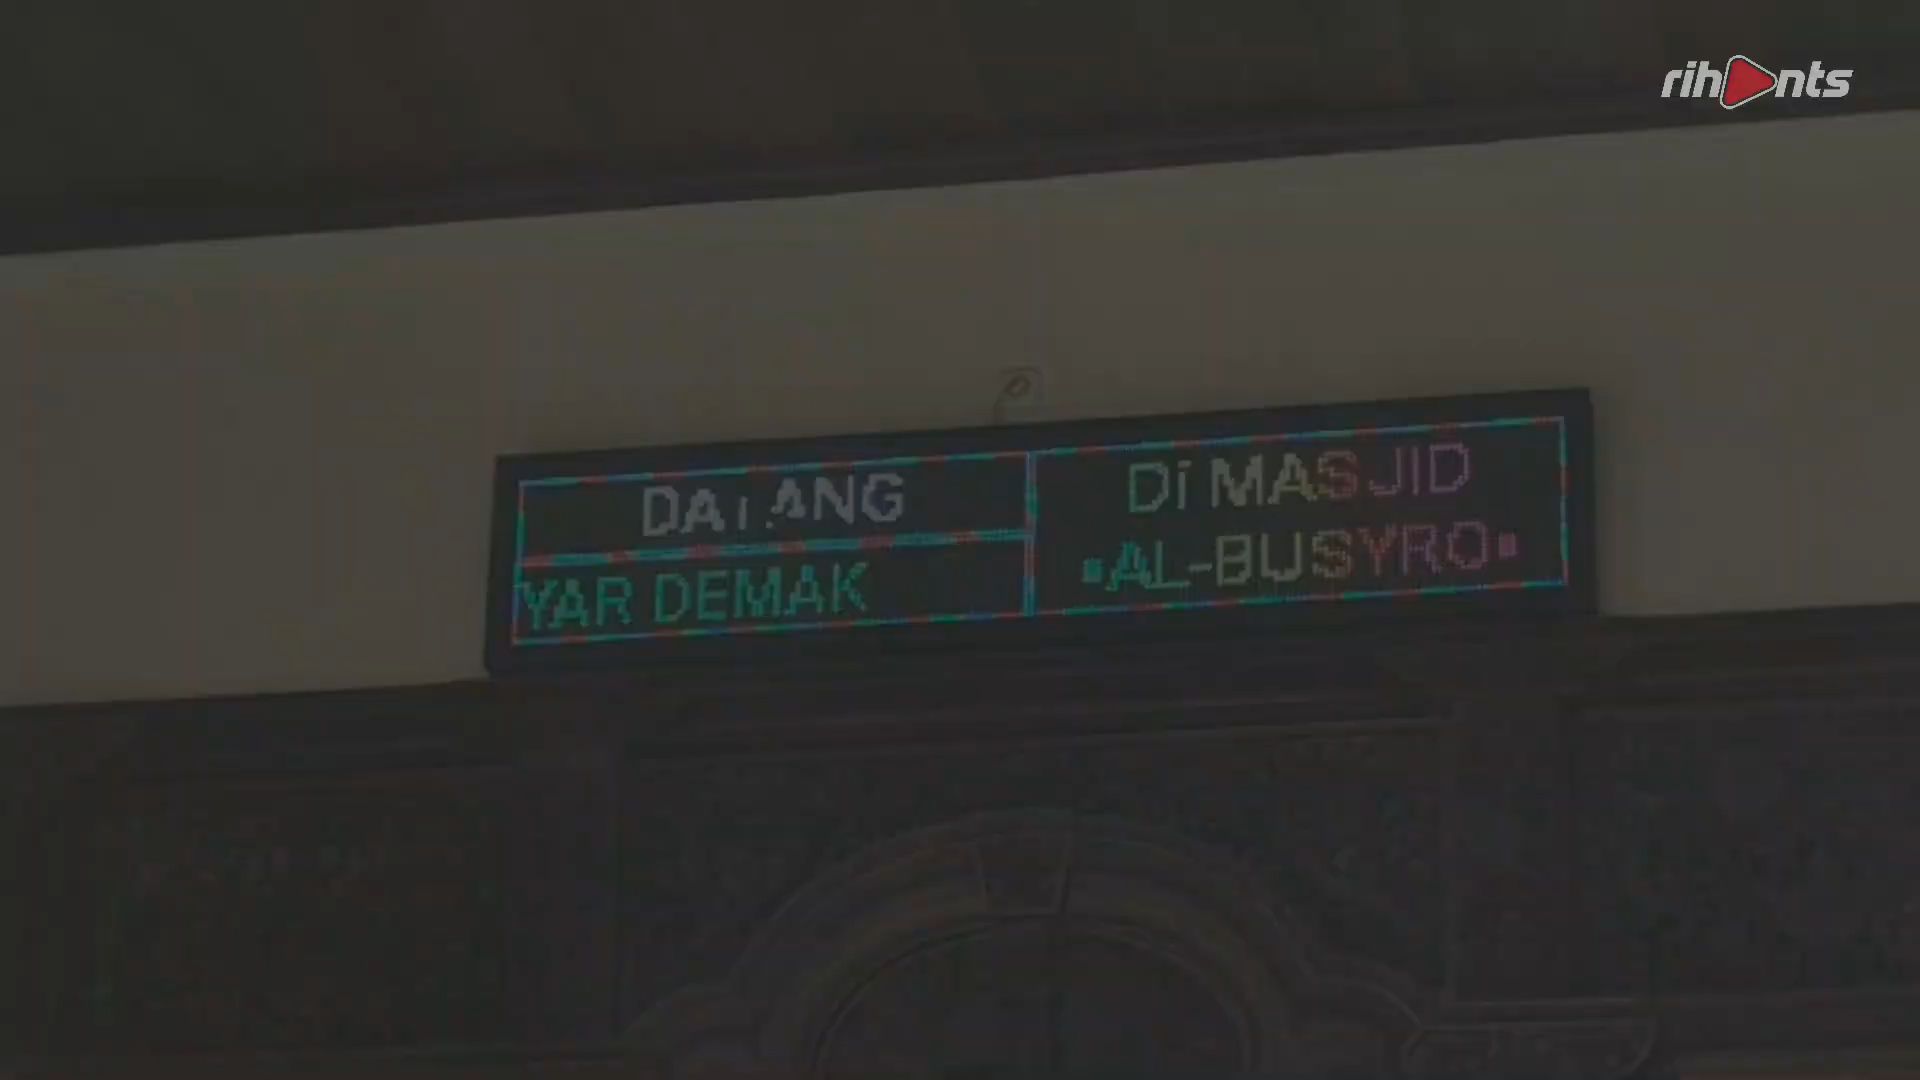 rihants
DATANG
YAR DEMAK
Di MASJID
•AL-BUSYRO•